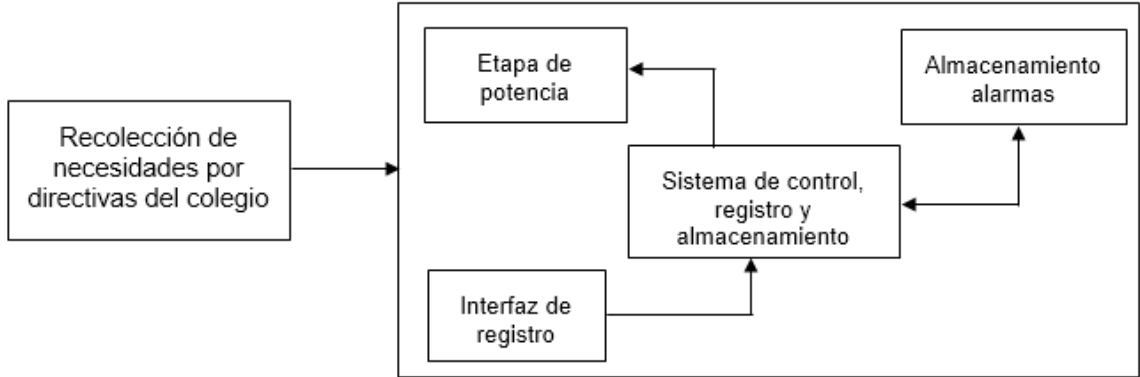 Recolección de
necesidades por
directivas del colegio
Etapa de
potencia
Almacenamiento
alarmas
Sistema de control,
registro y
almacenamiento
Interfaz de
registro